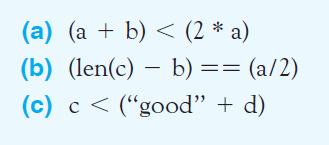 (a) (a + b) < (2 * a)
(b) (len(c) – b) == (a/2)
(c) c < (“good” + d)